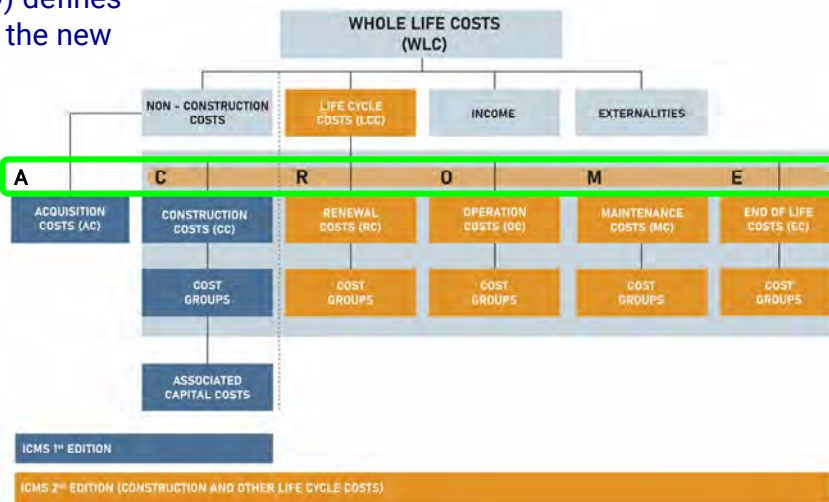 ) defines
the new
WHOLE LIFE COSTS
(WLC)
NON - CONSTRUCTION
COSTS
LIFE CYCLE
COSTS (LCC)
INCOME
EXTERNALITIES
A C R O M E
ACQUISITION
COSTS (AC)
CONSTRUCTION
COSTS (CC)
RENEWAL
COSTS (RC)
OPERATION
COSTS (OC)
MAINTENANCE
COSTS (MC)
END OF LIFE
COSTS (EC)
COST
GROUPS
COST
GROUPS
COST
GROUPS
COST
GROUPS
COST
GROUPS
ASSOCIATED
CAPITAL COSTS
ICMS 1ST EDITION
ICMS 2ND EDITION (CONSTRUCTION AND OTHER LIFE CYCLE COSTS)